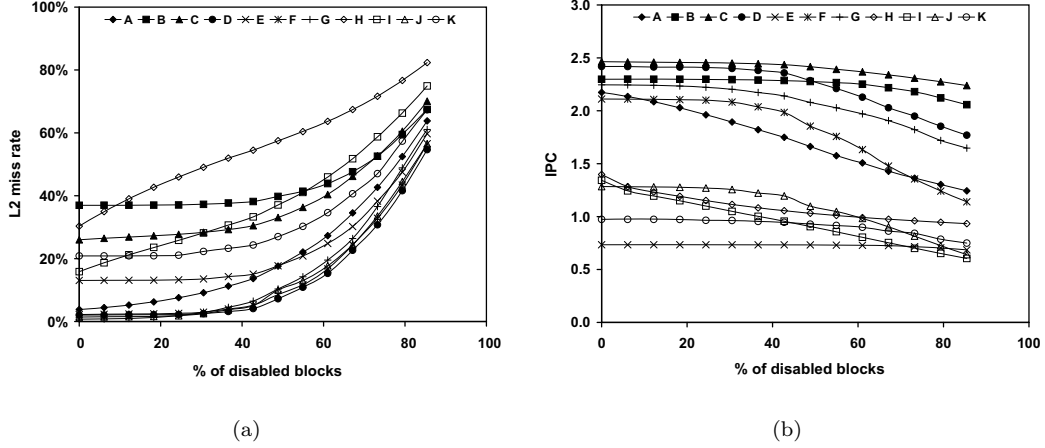 100%
80%
60%
40%
20%
0%
L2 miss rate
A B C D E F G H I J K
0 20 40 60 80 100
% of disabled blocks
(a)
3.0
2.5
2.0
1.5
1.0
0.5
0.0
IPC
A B C D E F G H I J K
0 20 40 60 80 100
% of disabled blocks
(b)